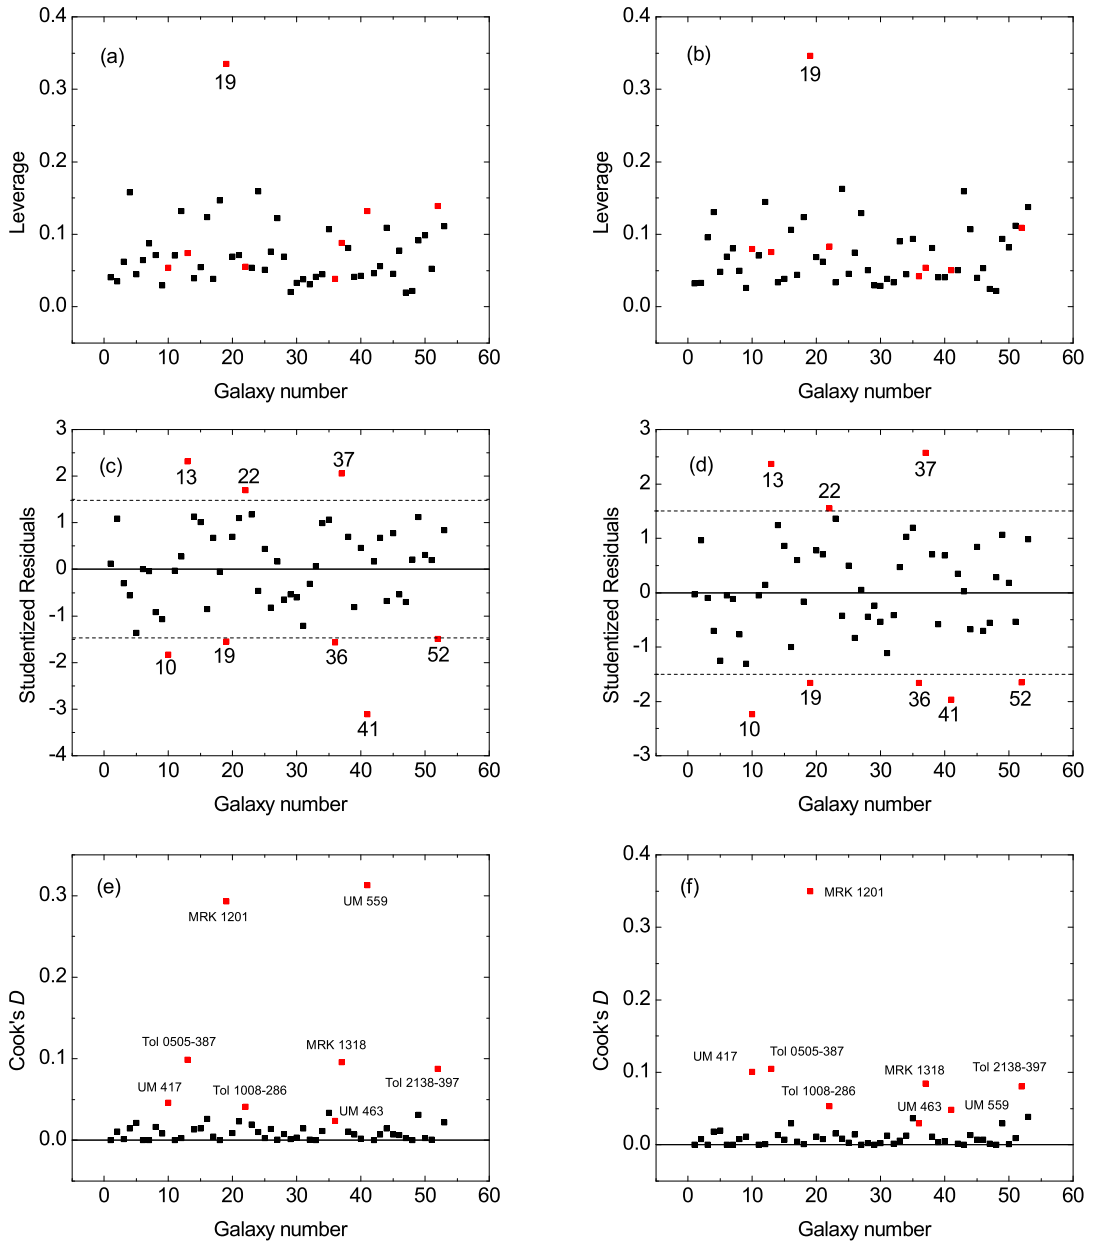 (a)
0.4
0.3
0.2
0.1
0.0
Leverage
19
0 10 20 30 40 50 60
Galaxy number
(b)
0.4
0.3
0.2
0.1
0.0
Leverage
19
0 10 20 30 40 50 60
Galaxy number
(c)
3
2
1
0
-1
-2
-3
-4
Studentized Residuals
13
22
37
10
19
36
52
41
0 10 20 30 40 50 60
Galaxy number
(d)
3
2
1
0
-1
-2
-3
Studentized Residuals
13
22
37
10
19
36
41
52
0 10 20 30 40 50 60
Galaxy number
(e)
0.3
0.2
0.1
0.0
Cook's D
MRK 1201
UM 559
Tol 0505-387
MRK 1318
UM 417
Tol 1008-286
Tol 2138-397
UM 463
0 10 20 30 40 50 60
Galaxy number
(f)
0.4
0.3
0.2
0.1
0.0
Cook's D
MRK 1201
UM 417
Tol 0505-387
Tol 1008-286
MRK 1318
Tol 2138-397
UM 463
UM 559
0 10 20 30 40 50 60
Galaxy number